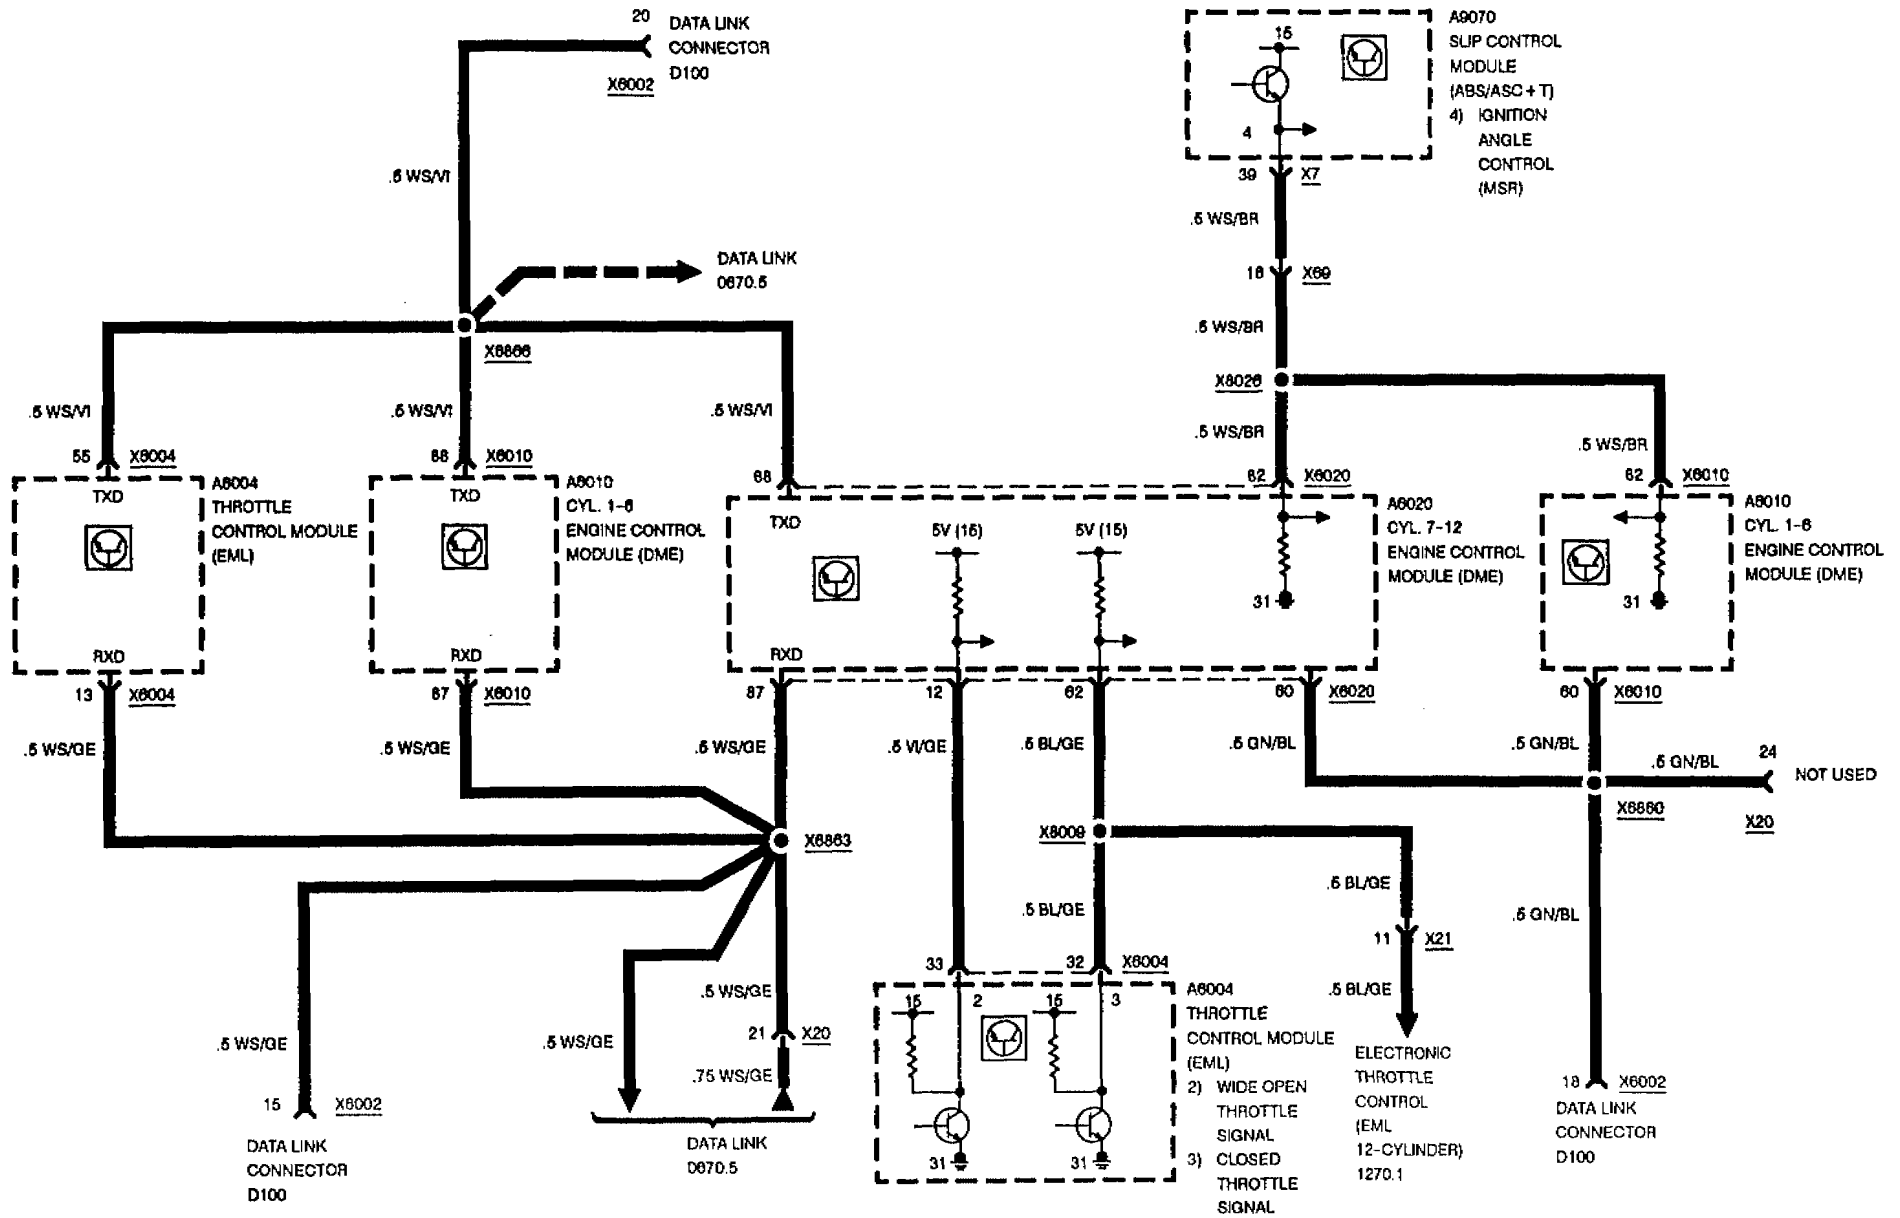 20
DATA LINK
CONNECTOR
D100
X6002
A9070
SLIP CONTROL
MODULE
(ABS/ASC + T)
4) IGNITION
ANGLE
CONTROL
(MSR)
15
4
39
X7
.5 WS/VI
.5 WS/BR
DATA LINK
0670.5
16
X69
.5 WS/BR
X6866
X8026
.5 WS/VI
.5 WS/VI
.5 WS/VI
.5 WS/BR
.5 WS/BR
55
X6004
88
X6010
68
62
X6020
62
X6010
TXD
A6004
THROTTLE
CONTROL MODULE
(EML)
RXD
TXD
A6010
CYL. 1-6
ENGINE CONTROL
MODULE (DME)
RXD
TXD
5V (15)
5V (15)
31
RXD
A6020
CYL. 7-12
ENGINE CONTROL
MODULE (DME)
31
A6010
CYL. 1-6
ENGINE CONTROL
MODULE (DME)
13
X6004
87
X6010
87
12
62
60
X6020
60
X6010
.5 WS/GE
.5 WS/GE
.5 WS/GE
.5 VI/GE
.5 BL/GE
.5 GN/BL
.5 GN/BL
.5 GN/BL
24
NOT USED
X6860
X20
X6863
X8009
.5 BL/GE
.5 BL/GE
.5 GN/BL
11
X21
33
32
X6004
.5 WS/GE
.5 BL/GE
15
2
15
3
A6004
THROTTLE
CONTROL MODULE
(EML)
2) WIDE OPEN
THROTTLE
SIGNAL
3) CLOSED
THROTTLE
SIGNAL
31
31
.5 WS/GE
.5 WS/GE
21
X20
.75 WS/GE
ELECTRONIC
THROTTLE
CONTROL
(EML
12-CYLINDER)
1270.1
18
X6002
DATA LINK
CONNECTOR
D100
15
X6002
DATA LINK
CONNECTOR
D100
DATA LINK
0670.5